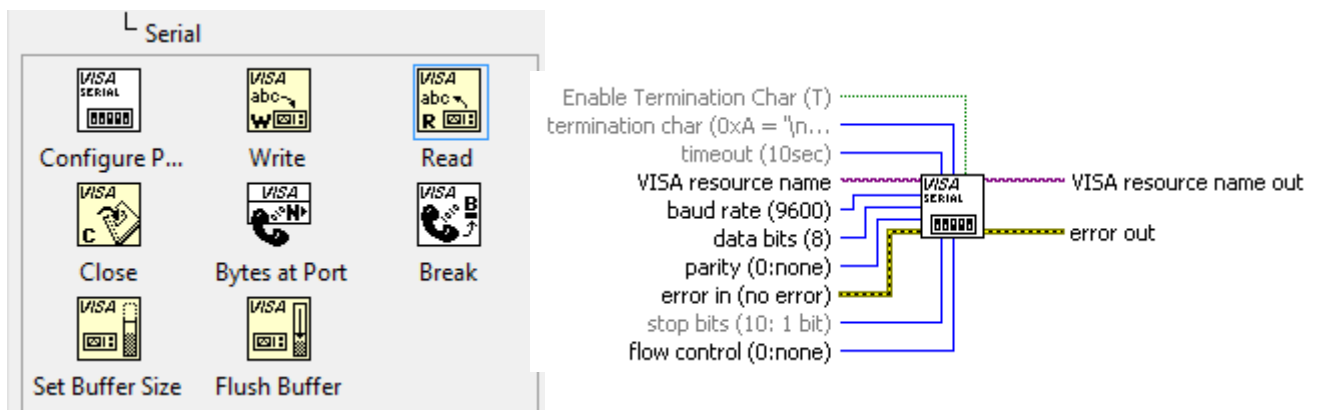 Serial
VISA
SERIAL
VISA
abc
W
VISA
abc
R
Configure P...
Write
Read
VISA
C
VISA
N
VISA
B
Close
Bytes at Port
Break
VISA
VISA
Set Buffer Size
Flush Buffer
Enable Termination Char (T)
termination char (0xA = "\n...
timeout (10sec)
VISA resource name
baud rate (9600)
data bits (8)
parity (0:none)
error in (no error)
stop bits (10: 1 bit)
flow control (0:none)
VISA
SERIAL
VISA resource name out
error out